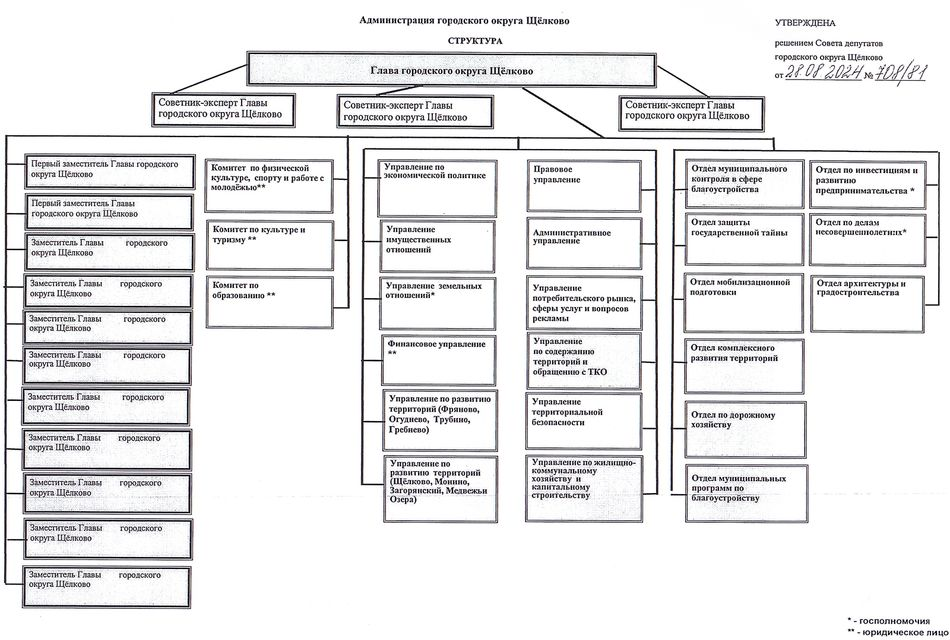 Администрация городского округа Щёлково
СТРУКТУРА
УТВЕРЖДЕНА
решением Совета депутатов
городского округа Щёлково
от 28.08.2024 № 708/81
Глава городского округа Щёлково
Советник-эксперт Главы
городского округа Щёлково
Советник-эксперт Главы
городского округа Щёлково
Советник-эксперт Главы
городского округа Щёлково
Первый заместитель Главы городского
округа Щёлково
Первый заместитель Главы
городского округа Щёлково
Заместитель Главы городского
округа Щёлково
Заместитель Главы городского
округа Щёлково
Заместитель Главы городского
округа Щёлково
Заместитель Главы городского
округа Щёлково
Заместитель Главы городского
округа Щёлково
Заместитель Главы городского
округа Щёлково
Заместитель Главы городского
округа Щёлково
Заместитель Главы городского
округа Щёлково
Заместитель Главы городского
округа Щёлково
Комитет по физической
культуре, спорту и работе с
молодёжью**
Комитет по культуре и
туризму **
Комитет по
образованию **
Управление по
экономической политике
Управление
имущественных
отношений
Управление земельных
отношений*
Финансовое управление
**
Управление по развитию
территорий (Фряново,
Огуднево, Трубино,
Гребнево)
Управление по
развитию территорий
(Щёлково, Монино,
Загорянский, Медвежьи
Озера)
Правовое
управление
Административное
управление
Управление
потребительского рынка,
сферы услуг и вопросов
рекламы
Управление
по содержанию
территорий и
обращению с ТКО
Управление
территориальной
безопасности
Управление по жилищно-
коммунальному
хозяйству и
капитальному
строительству
Отдел муниципального
контроля в сфере
благоустройства
Отдел защиты
государственной тайны
Отдел мобилизационной
подготовки
Отдел комплексного
развития территорий
Отдел по дорожному
хозяйству
Отдел муниципальных
программ по
благоустройству
Отдел по инвестициям и
развитию
предпринимательства *
Отдел по делам
несовершеннолетних*
Отдел архитектуры и
градостроительства
* - госполномочия
** - юридическое лицо